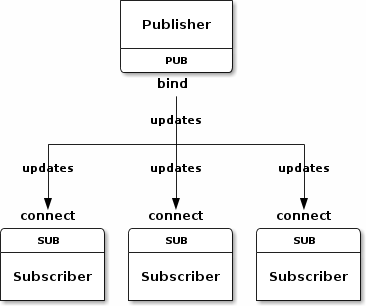 Publisher
PUB
bind
updates
updates updates updates
connect connect connect
SUB SUB SUB
Subscriber Subscriber Subscriber